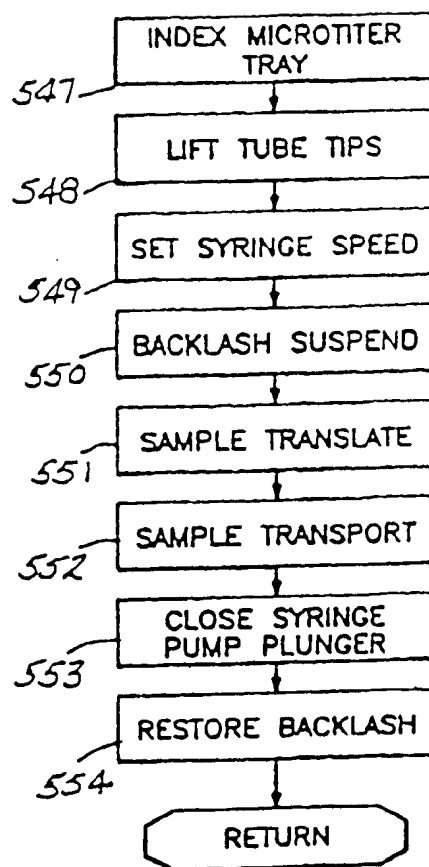 INDEX MICROTITER
TRAY
547
LIFT TUBE TIPS
548
SET SYRINGE SPEED
549
BACKLASH SUSPEND
550
SAMPLE TRANSLATE
551
SAMPLE TRANSPORT
552
CLOSE SYRINGE
PUMP PLUNGER
553
RESTORE BACKLASH
554
RETURN